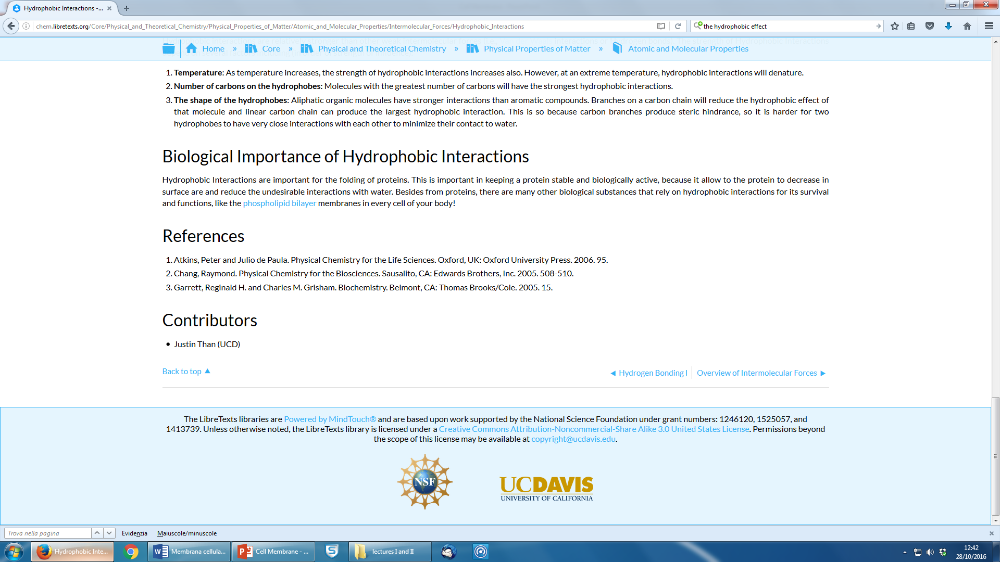 Hydrophobic Interactions -...
chem.libretexts.org/Core/Physical_and_Theoretical_Chemistry/Physical_Properties_of_Matter/Atomic_and_Molecular_Properties/Intermolecular_Forces/Hydrophobic_Interactions
the hydrophobic effect
Home » Core » Physical and Theoretical Chemistry » Physical Properties of Matter » Atomic and Molecular Properties
1. Temperature: As temperature increases, the strength of hydrophobic interactions increases also. However, at an extreme temperature, hydrophobic interactions will denature.
2. Number of carbons on the hydrophobes: Molecules with the greatest number of carbons will have the strongest hydrophobic interactions.
3. The shape of the hydrophobes: Aliphatic organic molecules have stronger interactions than aromatic compounds. Branches on a carbon chain will reduce the hydrophobic effect of
that molecule and linear carbon chain can produce the largest hydrophobic interaction. This is so because carbon branches produce steric hindrance, so it is harder for two
hydrophobes to have very close interactions with each other to minimize their contact to water.
Biological Importance of Hydrophobic Interactions
Hydrophobic Interactions are important for the folding of proteins. This is important in keeping a protein stable and biologically active, because it allow to the protein to decrease in
surface are and reduce the undesirable interactions with water. Besides from proteins, there are many other biological substances that rely on hydrophobic interactions for its survival
and functions, like the phospholipid bilayer membranes in every cell of your body!
References
1. Atkins, Peter and Julio de Paula. Physical Chemistry for the Life Sciences. Oxford, UK: Oxford University Press. 2006. 95.
2. Chang, Raymond. Physical Chemistry for the Biosciences. Sausalito, CA: Edwards Brothers, Inc. 2005. 508-510.
3. Garrett, Reginald H. and Charles M. Grisham. Biochemistry. Belmont, CA: Thomas Brooks/Cole. 2005. 15.
Contributors
• Justin Than (UCD)
Back to top ▲
◀ Hydrogen Bonding I | Overview of Intermolecular Forces ▶
The LibreTexts libraries are Powered by MindTouch® and are based upon work supported by the National Science Foundation under grant numbers: 1246120, 1525057, and
1413739. Unless otherwise noted, the LibreTexts library is licensed under a Creative Commons Attribution-Noncommercial-Share Alike 3.0 United States License. Permissions beyond
the scope of this license may be available at copyright@ucdavis.edu.
NSF
UCDAVIS
UNIVERSITY OF CALIFORNIA
Trova nella pagina
Evidenzia
Maiuscole/minuscole
Hydrophobic Inte...
Membrana cellula...
Cell Membrane - ...
lectures I and II
12:42
28/10/2016